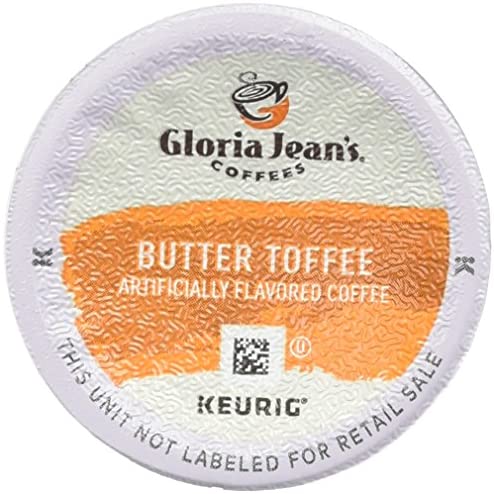 Gloria Jean's®
COFFEES
BUTTER TOFFEE
ARTIFICIALLY FLAVORED COFFEE
K
K
U
KEURIG®
THIS UNIT NOT LABELED FOR RETAIL SALE